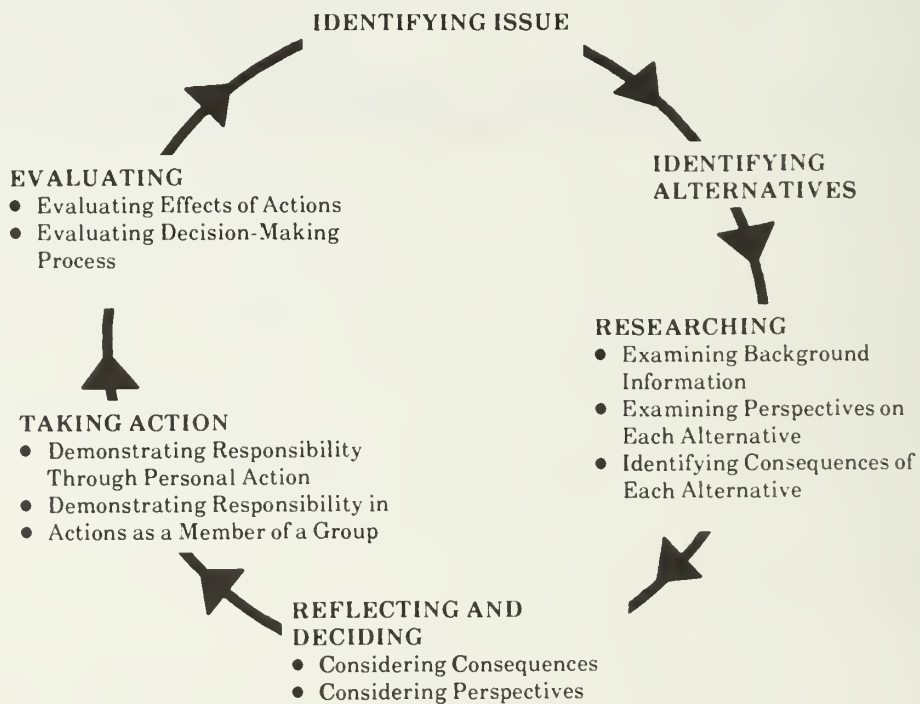 IDENTIFYING ISSUE
IDENTIFYING
ALTERNATIVES
RESEARCHING
● Examining Background
Information
● Examining Perspectives on
Each Alternative
● Identifying Consequences of
Each Alternative
REFLECTING AND
DECIDING
● Considering Consequences
● Considering Perspectives
TAKING ACTION
● Demonstrating Responsibility
Through Personal Action
● Demonstrating Responsibility in
● Actions as a Member of a Group
EVALUATING
● Evaluating Effects of Actions
● Evaluating Decision-Making
Process